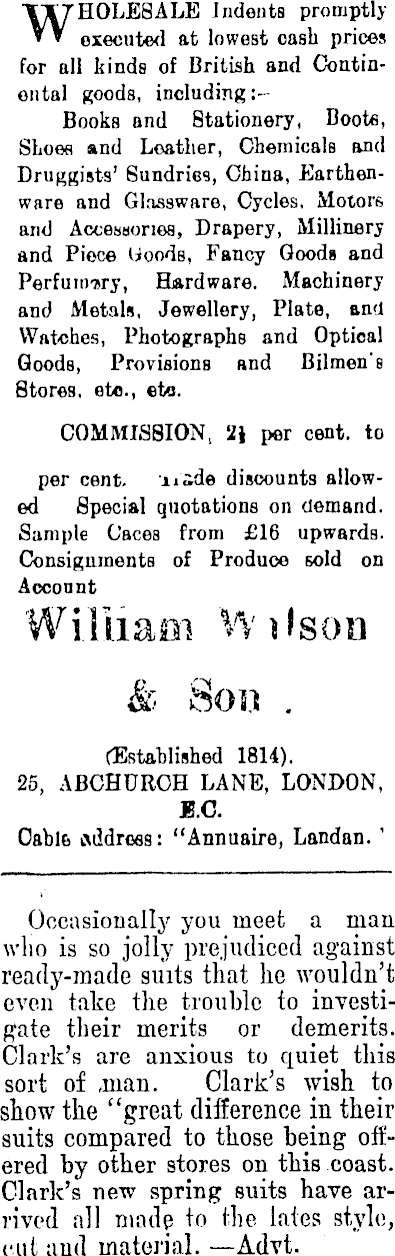 WHOLESALE Indents promptly
executed at lowest cash prices
for all kinds of British and Contin-
ental goods, including:—
Books and Stationery, Boots,
Shoes and Leather, Chemicals and
Druggists' Sundries, China, Earthen-
ware and Glassware, Cycles, Motors
and Accessories, Drapery, Millinery
and Piece Goods, Fancy Goods and
Perfumery, Hardware. Machinery
and Metals, Jewellery, Plate, and
Watches, Photographs and Optical
Goods, Provisions and Bilmen's
Stores, etc., etc.
COMMISSION, 2½ per cent. to
per cent. discounts allow-
ed Special quotations on demand.
Sample Caces from £16 upwards.
Consignments of Produce sold on
Account
William Wilson
& Son.
(Established 1814).
25, ABCHURCH LANE, LONDON,
E.C.
Cable address: "Annuaire, Landan.'
Occasionally you meet a man
who is so jolly prejudiced against
ready-made suits that he wouldn't
even take the trouble to investi-
gate their merits or demerits.
Clark's are anxious to quiet this
sort of man. Clark's wish to
show the "great difference in their
suits compared to those being off-
ered by other stores on this coast.
Clark's new spring suits have ar-
rived all made to the lates style,
cut and material. —Advt.